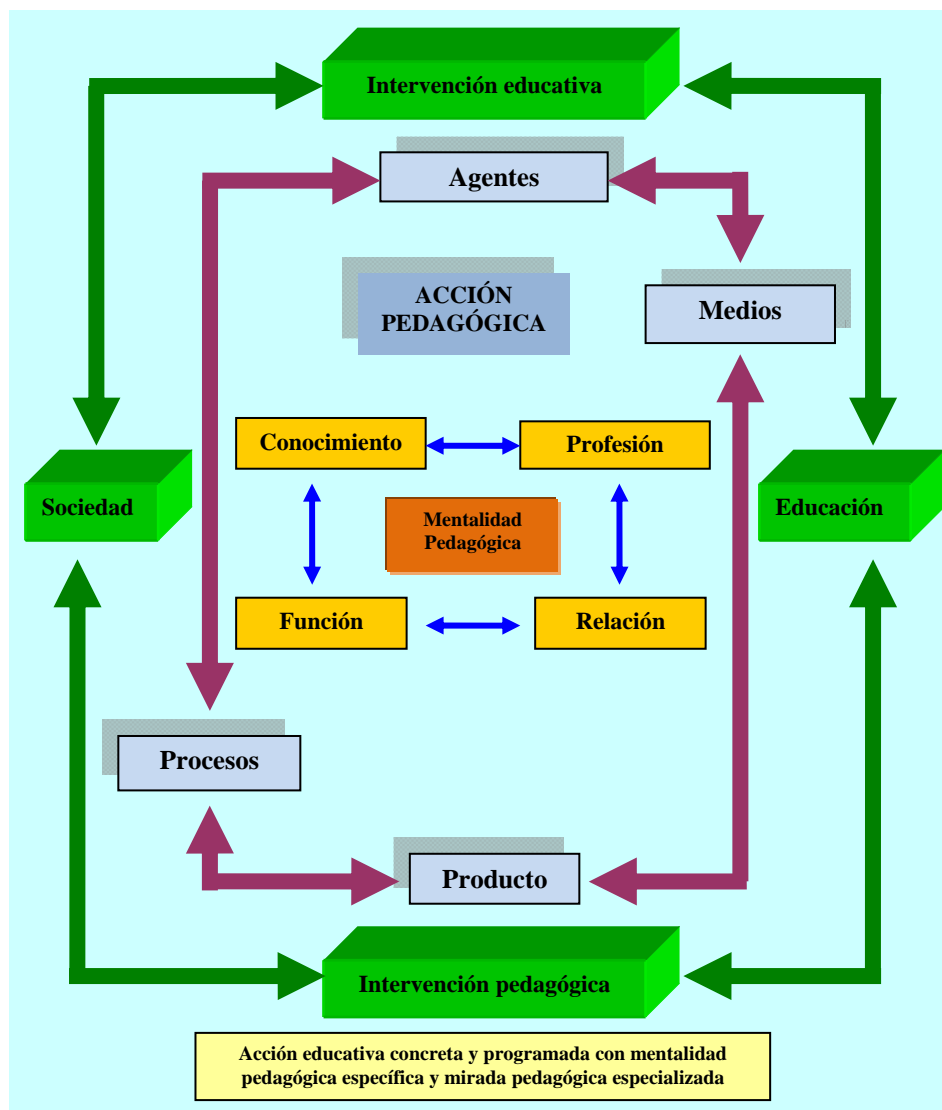 Intervención educativa
Agentes
ACCIÓN
PEDAGÓGICA
Medios
Conocimiento
Profesión
Sociedad
Mentalidad
Pedagógica
Educación
Función
Relación
Procesos
Producto
Intervención pedagógica
Acción educativa concreta y programada con mentalidad
pedagógica específica y mirada pedagógica especializada